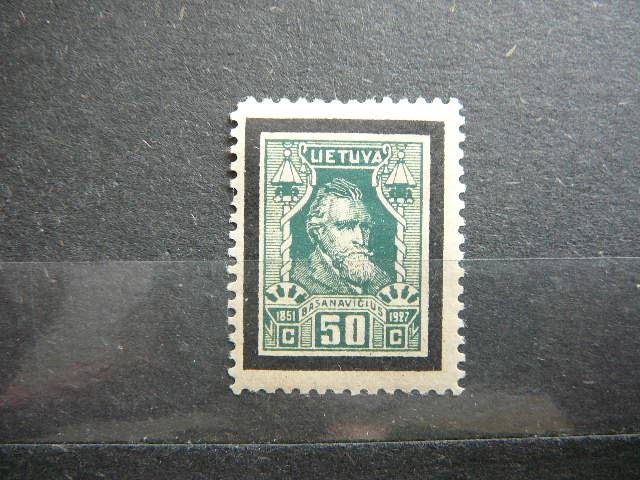 LIETUVA
BASANAVIČIUS
1851 1927
C 50 C